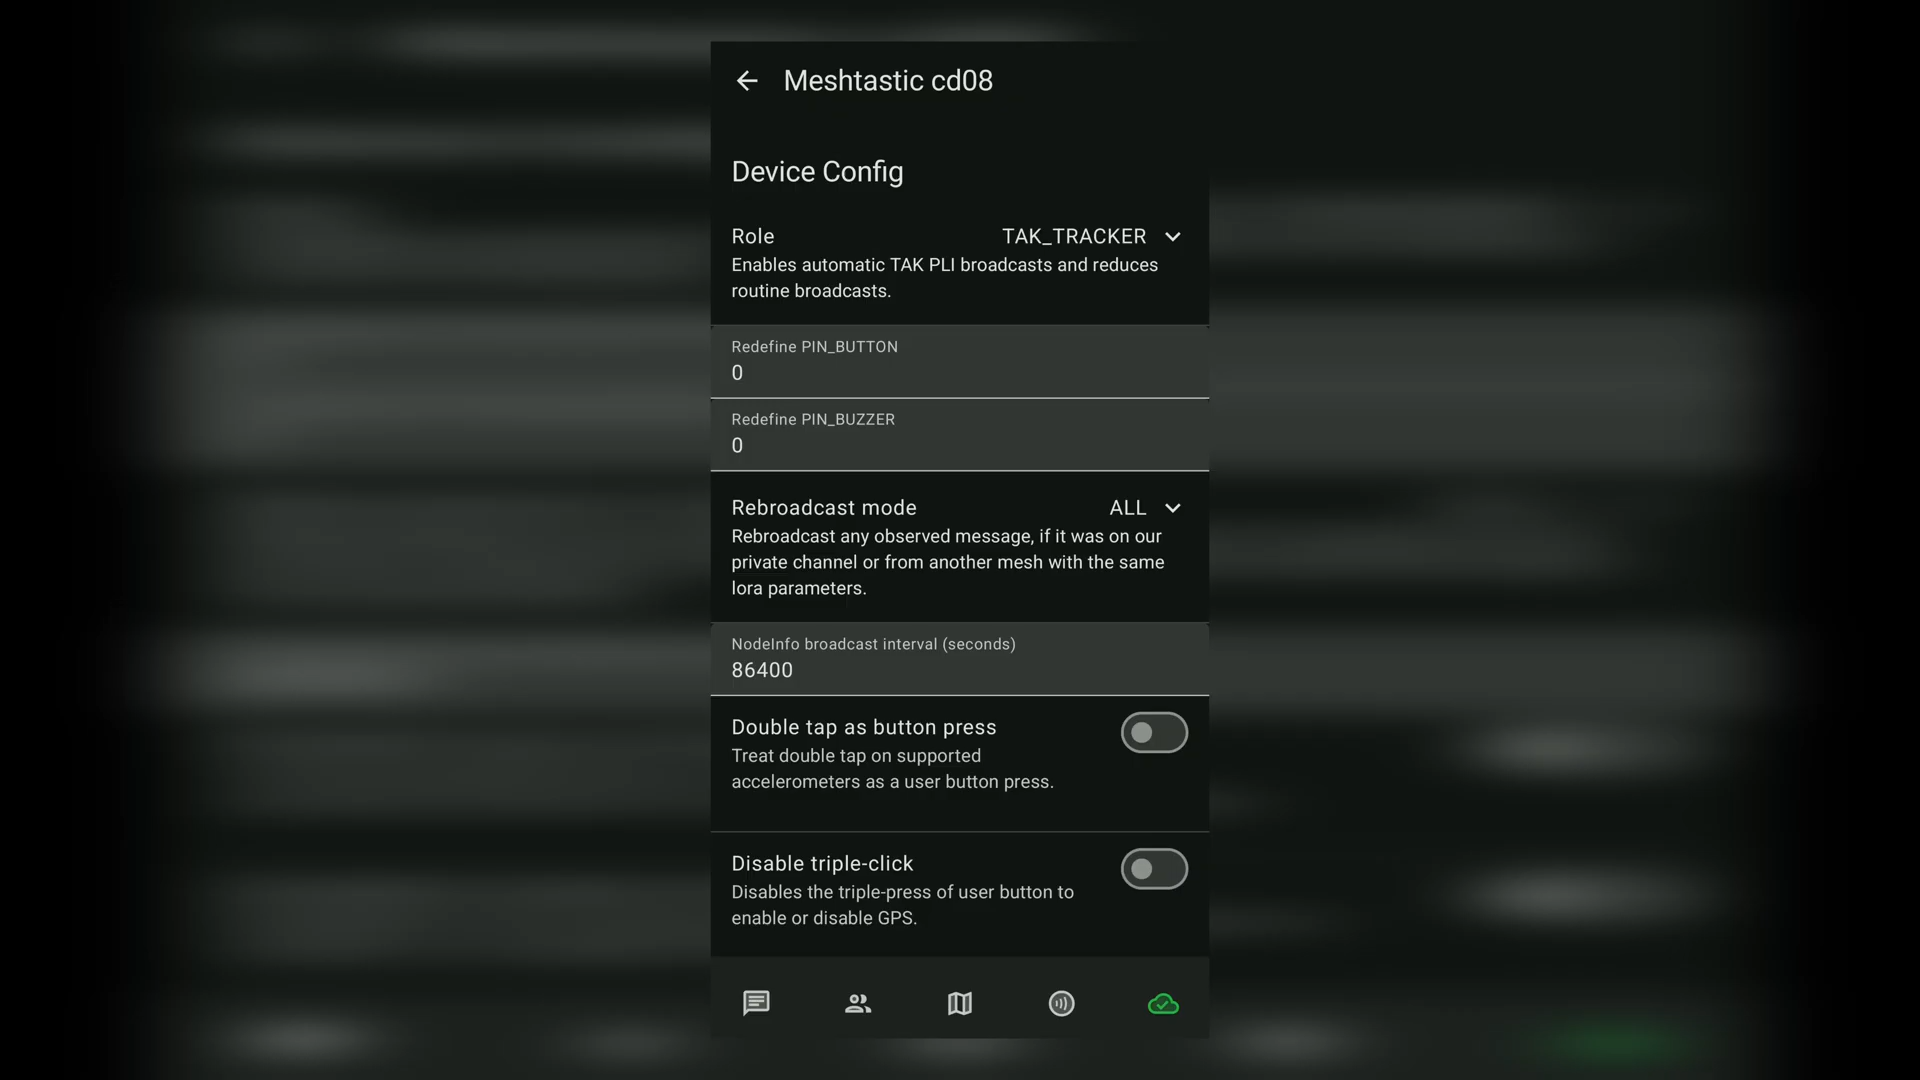 Meshtastic cd08
Device Config
Role TAK_TRACKER
Enables automatic TAK PLI broadcasts and reduces
routine broadcasts.
Redefine PIN_BUTTON
0
Redefine PIN_BUZZER
0
Rebroadcast mode ALL
Rebroadcast any observed message, if it was on our
private channel or from another mesh with the same
lora parameters.
NodeInfo broadcast interval (seconds)
86400
Double tap as button press
Treat double tap on supported
accelerometers as a user button press.
Disable triple-click
Disables the triple-press of user button to
enable or disable GPS.